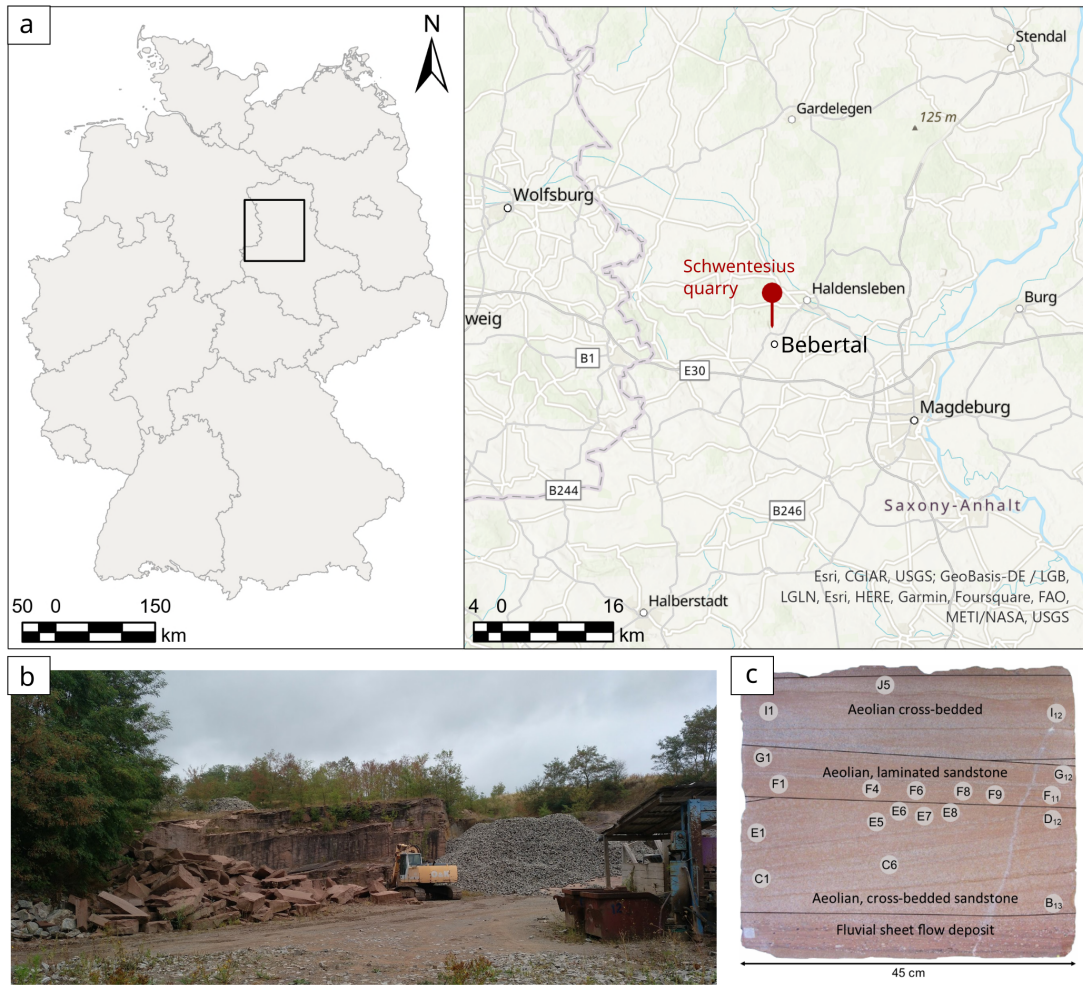 a
N
50 0 150
km
Stendal
Gardelegen
125 m
Wolfsburg
Schwentesius
quarry
Haldensleben
Burg
weig
Bebertal
B1
E30
Magdeburg
B244
B246
Saxony-Anhalt
Esri, CGIAR, USGS; GeoBasis-DE / LGB,
LGLN, Esri, HERE, Garmin, Foursquare, FAO,
METI/NASA, USGS
Halberstadt
4 0 16
km
b
c
J5
I1
Aeolian cross-bedded
I12
G1
Aeolian, laminated sandstone
G12
F1
F4
F6
F8
F9
F11
E5
E6
E7
E8
D12
E1
C6
C1
Aeolian, cross-bedded sandstone
B13
Fluvial sheet flow deposit
45 cm